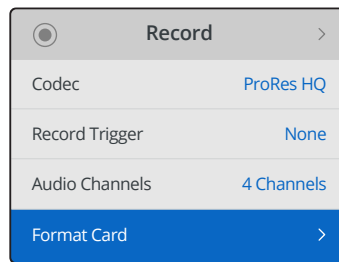 Record
Codec ProRes HQ
Record Trigger None
Audio Channels 4 Channels
Format Card